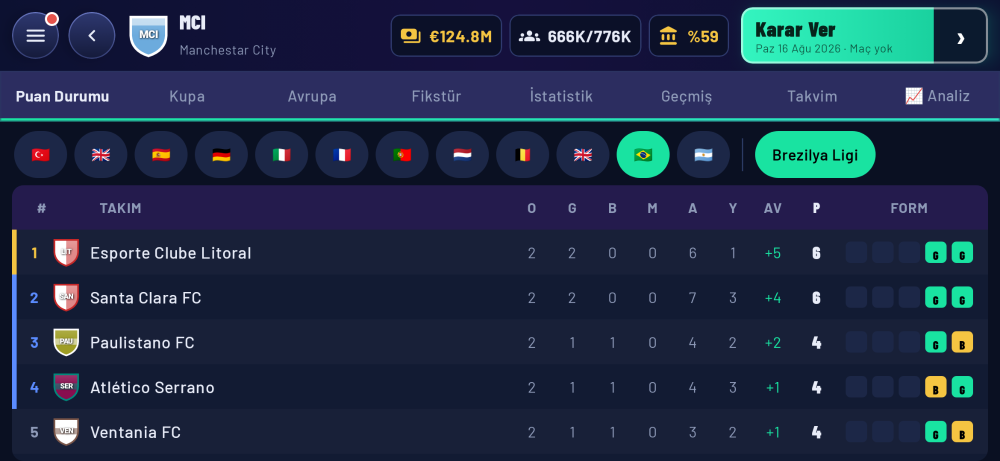 MCI
MCI
Manchestar City
€124.8M
666K/776K
%59
Karar Ver
Paz 16 Ağu 2026 · Maç yok
Puan Durumu Kupa Avrupa Fikstür İstatistik Geçmiş Takvim Analiz
Brezilya Ligi
# TAKIM O G B M A Y AV P FORM
1 LIT Esporte Clube Litoral 2 2 0 0 6 1 +5 6 G G
2 SAN Santa Clara FC 2 2 0 0 7 3 +4 6 G G
3 PAU Paulistano FC 2 1 1 0 4 2 +2 4 G B
4 SER Atlético Serrano 2 1 1 0 4 3 +1 4 B G
5 VEN Ventania FC 2 1 1 0 3 2 +1 4 G B